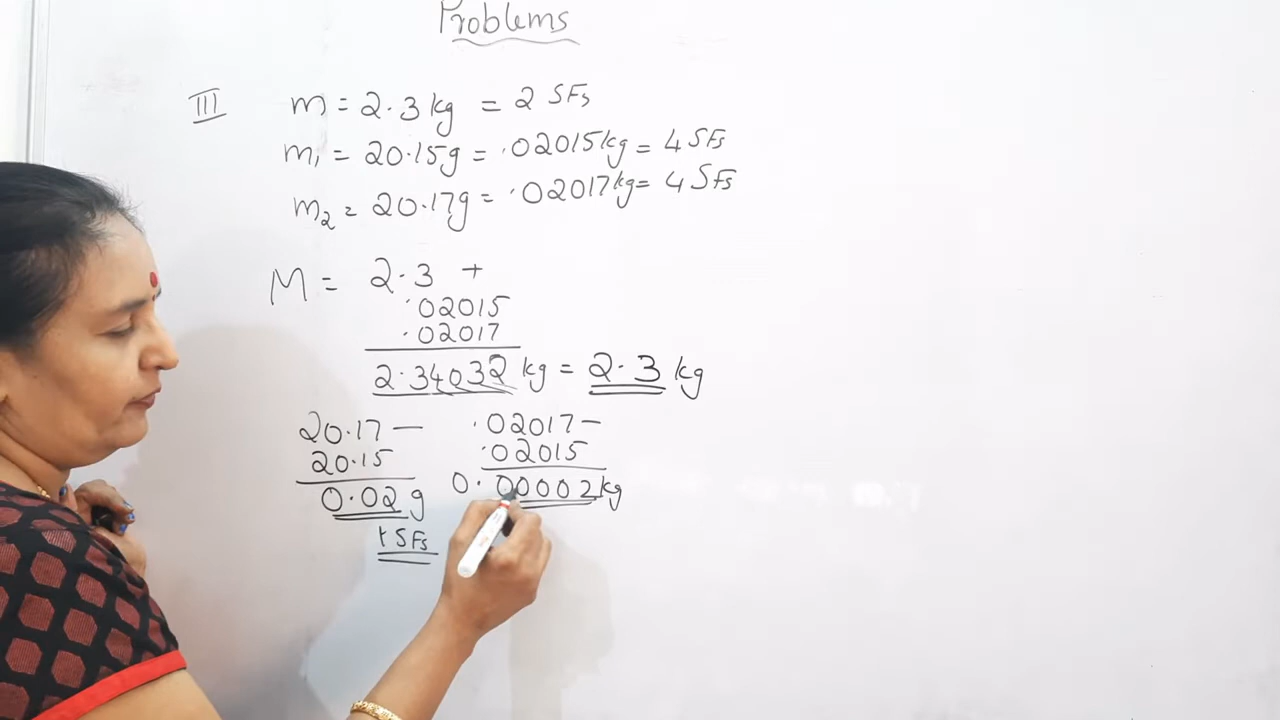 Problems
III m = 2.3 kg = 2 SFs
m1 = 20.15g = .02015kg = 4 SFs
m2 = 20.17g = .02017kg = 4 SFs
M = 2.3 +
.02015
.02017
2.34032 kg = 2.3 kg
20.17 —
20.15
0.02 g
1 SFs
.02017 —
.02015
0.00002 kg